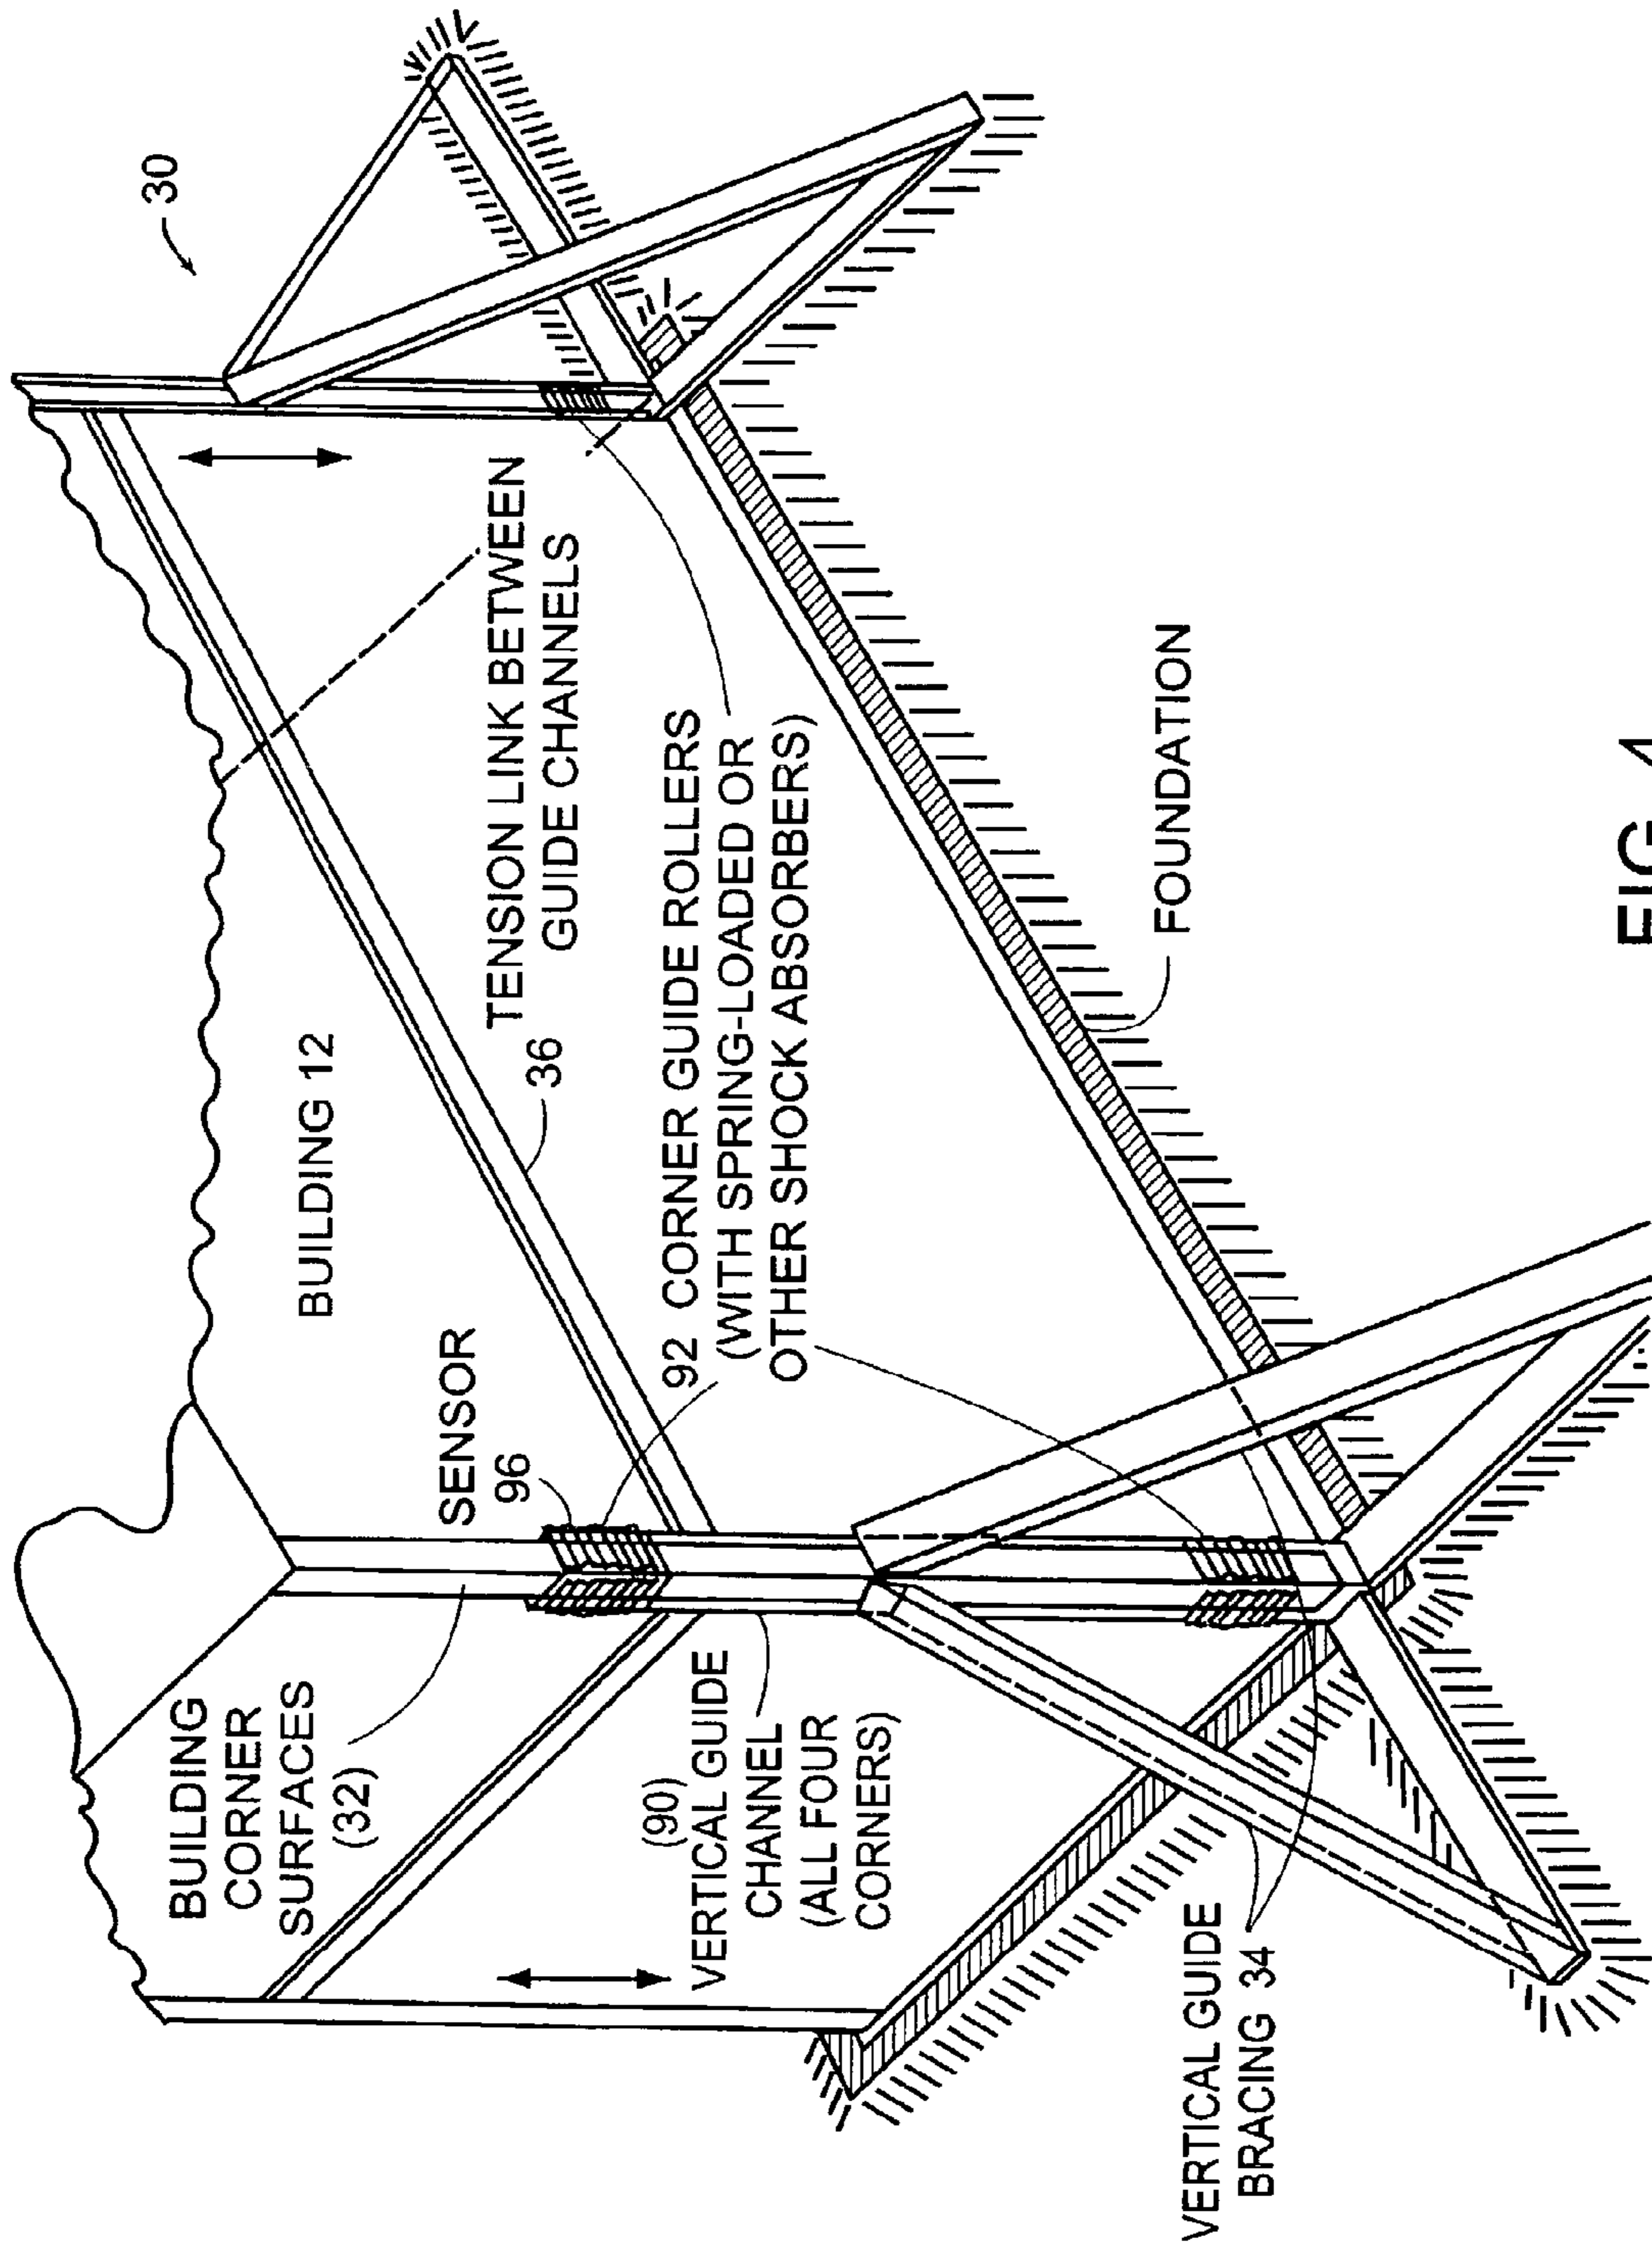 30
BUILDING 12
TENSION LINK BETWEEN
GUIDE CHANNELS
36
SENSOR
96
BUILDING
CORNER
SURFACES
(32)
92 CORNER GUIDE ROLLERS
(WITH SPRING-LOADED OR
OTHER SHOCK ABSORBERS)
(90)
VERTICAL GUIDE
CHANNEL
(ALL FOUR
CORNERS)
FOUNDATION
VERTICAL GUIDE
BRACING 34
FIG. 4